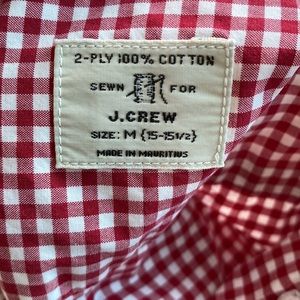 2-PLY 100% COTTON
SEWN FOR
J.CREW
SIZE: M {15-15 1/2}
MADE IN MAURITIUS